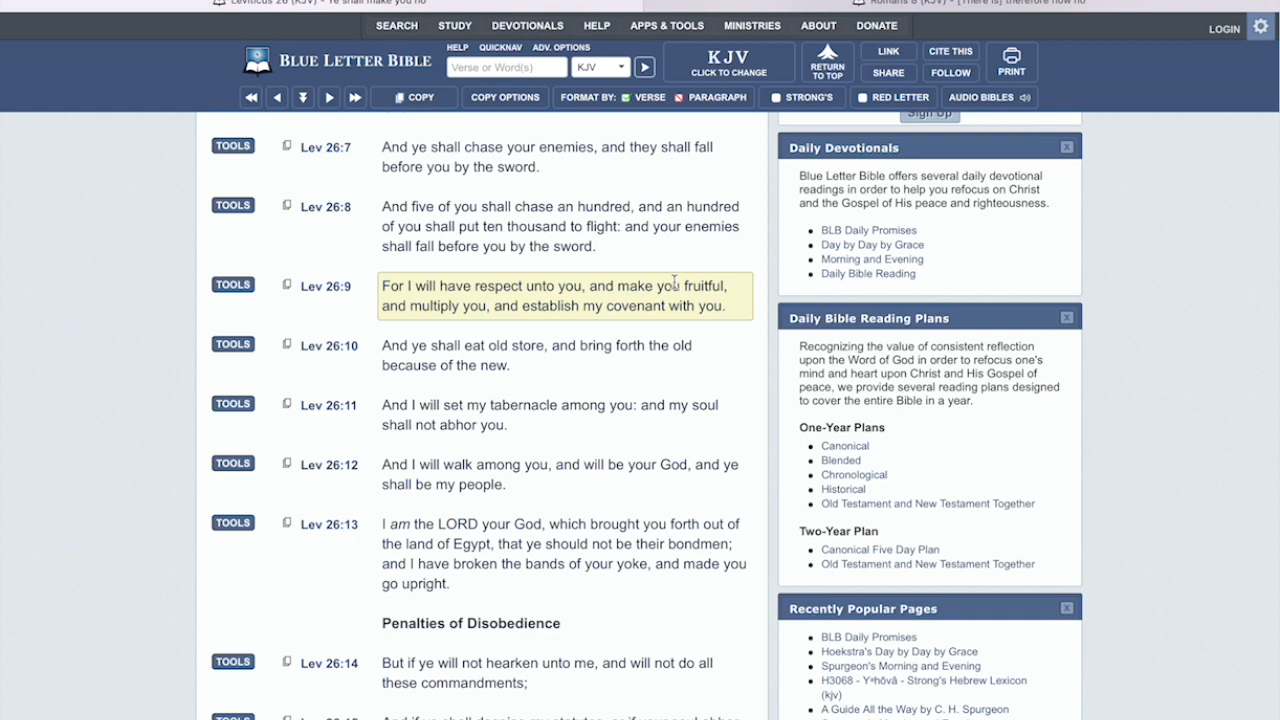 Leviticus 26 (KJV) - Ye shall make you no
Romans 8 (KJV) - [There is] therefore now no
SEARCH STUDY DEVOTIONALS HELP APPS & TOOLS MINISTRIES ABOUT DONATE
LOGIN
BLUE LETTER BIBLE
HELP QUICKNAV ADV. OPTIONS
Verse or Word(s) KJV
KJV
CLICK TO CHANGE
RETURN
TO TOP
LINK CITE THIS
SHARE FOLLOW
PRINT
COPY COPY OPTIONS FORMAT BY: VERSE PARAGRAPH STRONG'S RED LETTER AUDIO BIBLES
TOOLS Lev 26:7 And ye shall chase your enemies, and they shall fall
before you by the sword.
TOOLS Lev 26:8 And five of you shall chase an hundred, and an hundred
of you shall put ten thousand to flight: and your enemies
shall fall before you by the sword.
TOOLS Lev 26:9 For I will have respect unto you, and make you fruitful,
and multiply you, and establish my covenant with you.
TOOLS Lev 26:10 And ye shall eat old store, and bring forth the old
because of the new.
TOOLS Lev 26:11 And I will set my tabernacle among you: and my soul
shall not abhor you.
TOOLS Lev 26:12 And I will walk among you, and will be your God, and ye
shall be my people.
TOOLS Lev 26:13 I am the LORD your God, which brought you forth out of
the land of Egypt, that ye should not be their bondmen;
and I have broken the bands of your yoke, and made you
go upright.
Penalties of Disobedience
TOOLS Lev 26:14 But if ye will not hearken unto me, and will not do all
these commandments;
Sign Up
Daily Devotionals
Blue Letter Bible offers several daily devotional
readings in order to help you refocus on Christ
and the Gospel of His peace and righteousness.
BLB Daily Promises
Day by Day by Grace
Morning and Evening
Daily Bible Reading
Daily Bible Reading Plans
Recognizing the value of consistent reflection
upon the Word of God in order to refocus one's
mind and heart upon Christ and His Gospel of
peace, we provide several reading plans designed
to cover the entire Bible in a year.
One-Year Plans
Canonical
Blended
Chronological
Historical
Old Testament and New Testament Together
Two-Year Plan
Canonical Five Day Plan
Old Testament and New Testament Together
Recently Popular Pages
BLB Daily Promises
Hoekstra's Day by Day by Grace
Spurgeon's Morning and Evening
H3068 - Yᵊhōvâ - Strong's Hebrew Lexicon
(kjv)
A Guide All the Way by C. H. Spurgeon